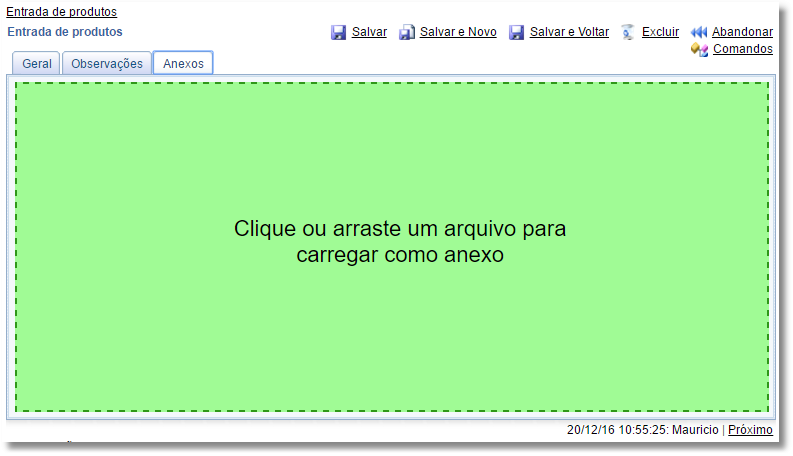 Entrada de produtos
Entrada de produtos Salvar Salvar e Novo Salvar e Voltar Excluir Abandonar
Comandos
Geral Observações Anexos
Clique ou arraste um arquivo para
carregar como anexo
20/12/16 10:55:25: Mauricio | Próximo